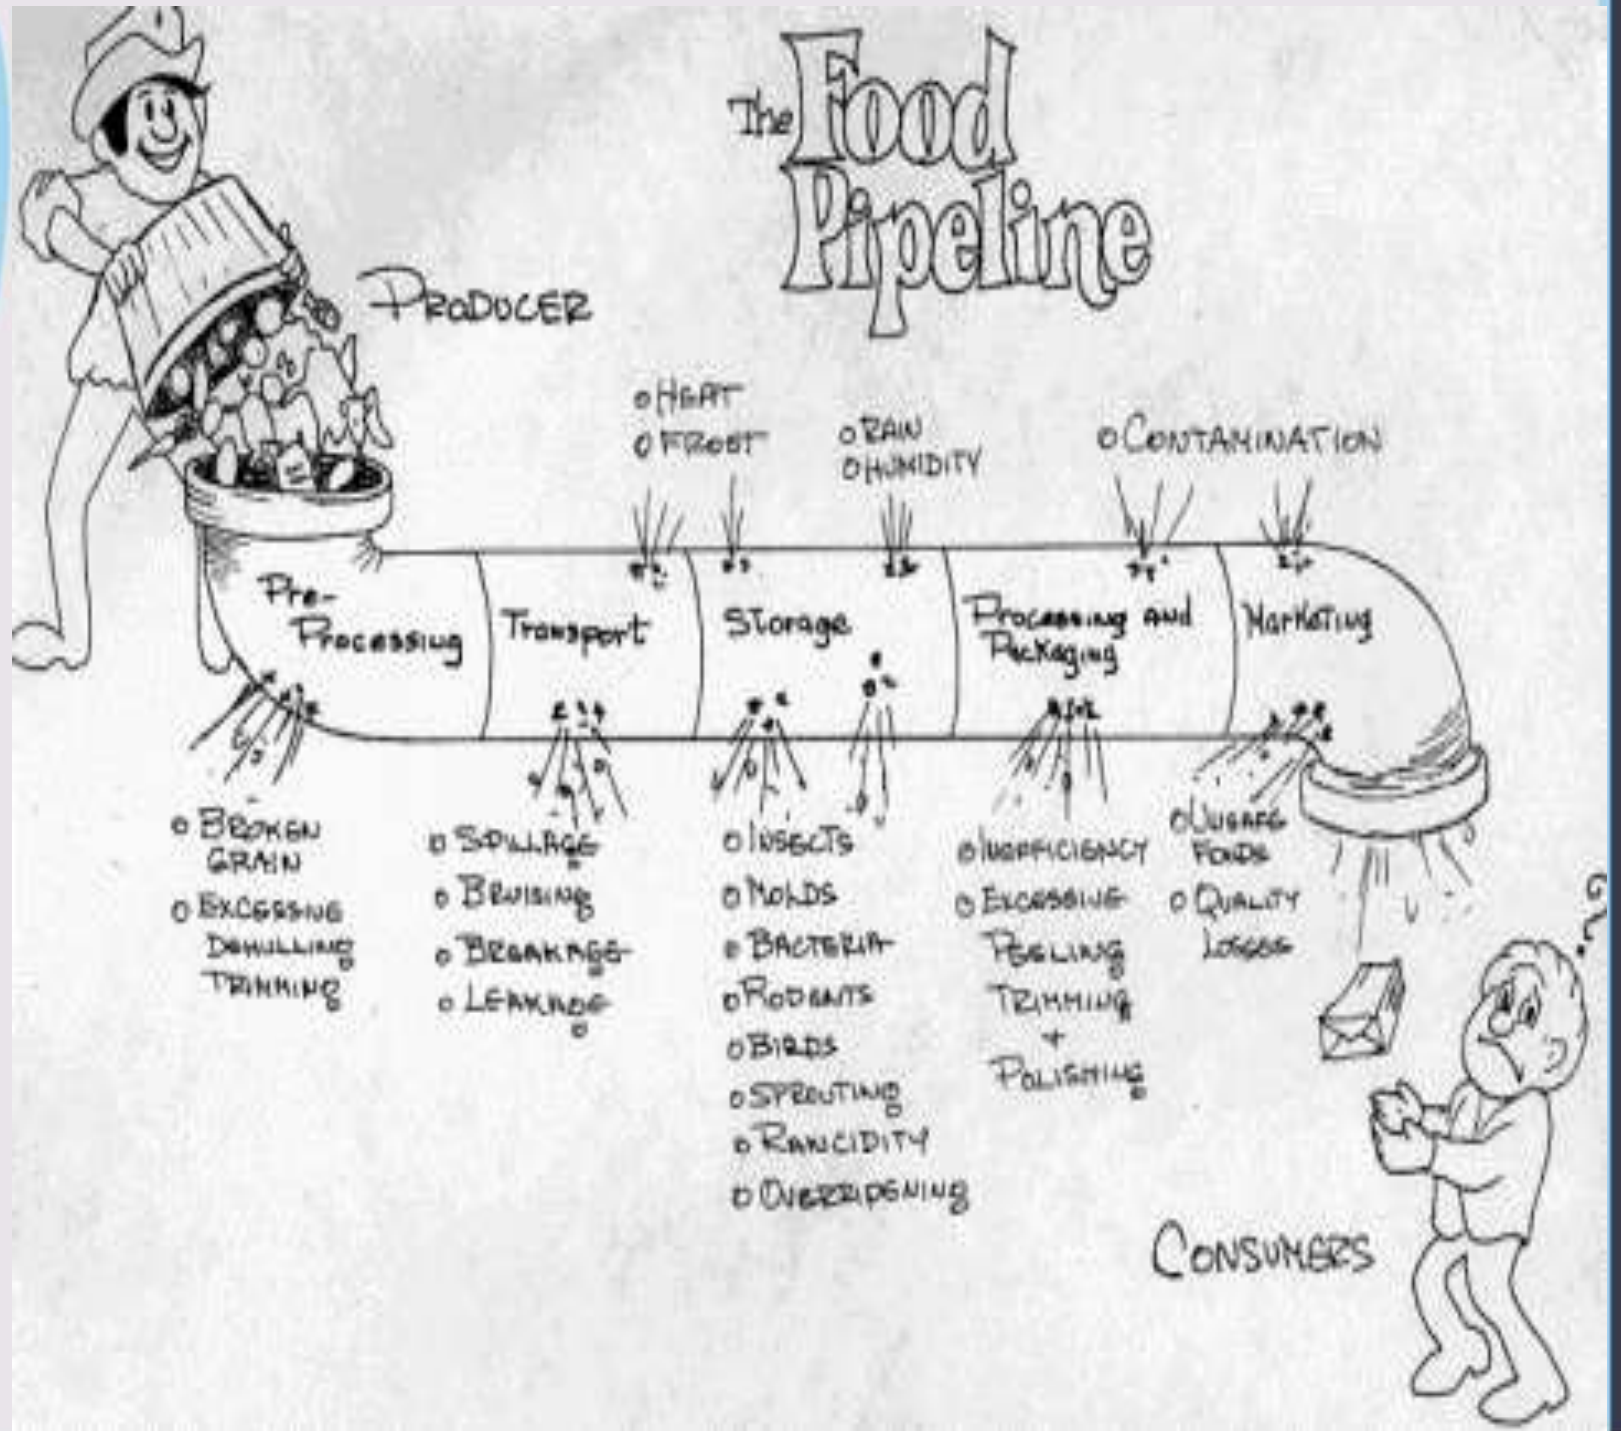 The Food
Pipeline
PRODUCER
o HEAT
o FROST
o RAIN
o HUMIDITY
o CONTAMINATION
Pre-
Processing
Transport
Storage
Processing AND
Packaging
Marketing
o BROKEN
GRAIN
o EXCESSIVE
DEHULLING
TRIMMING
o SPILLAGE
o BRUISING
o BREAKAGE
o LEAKAGE
o INSECTS
o MOLDS
o BACTERIA
o RODENTS
o BIRDS
o SPROUTING
o RANCIDITY
o OVERRIPENING
o INEFFICIENCY
o EXCESSIVE
PEELING
TRIMMING
+
POLISHING
o UNSAFE
FOODS
o QUALITY
LOSSES
?
CONSUMERS